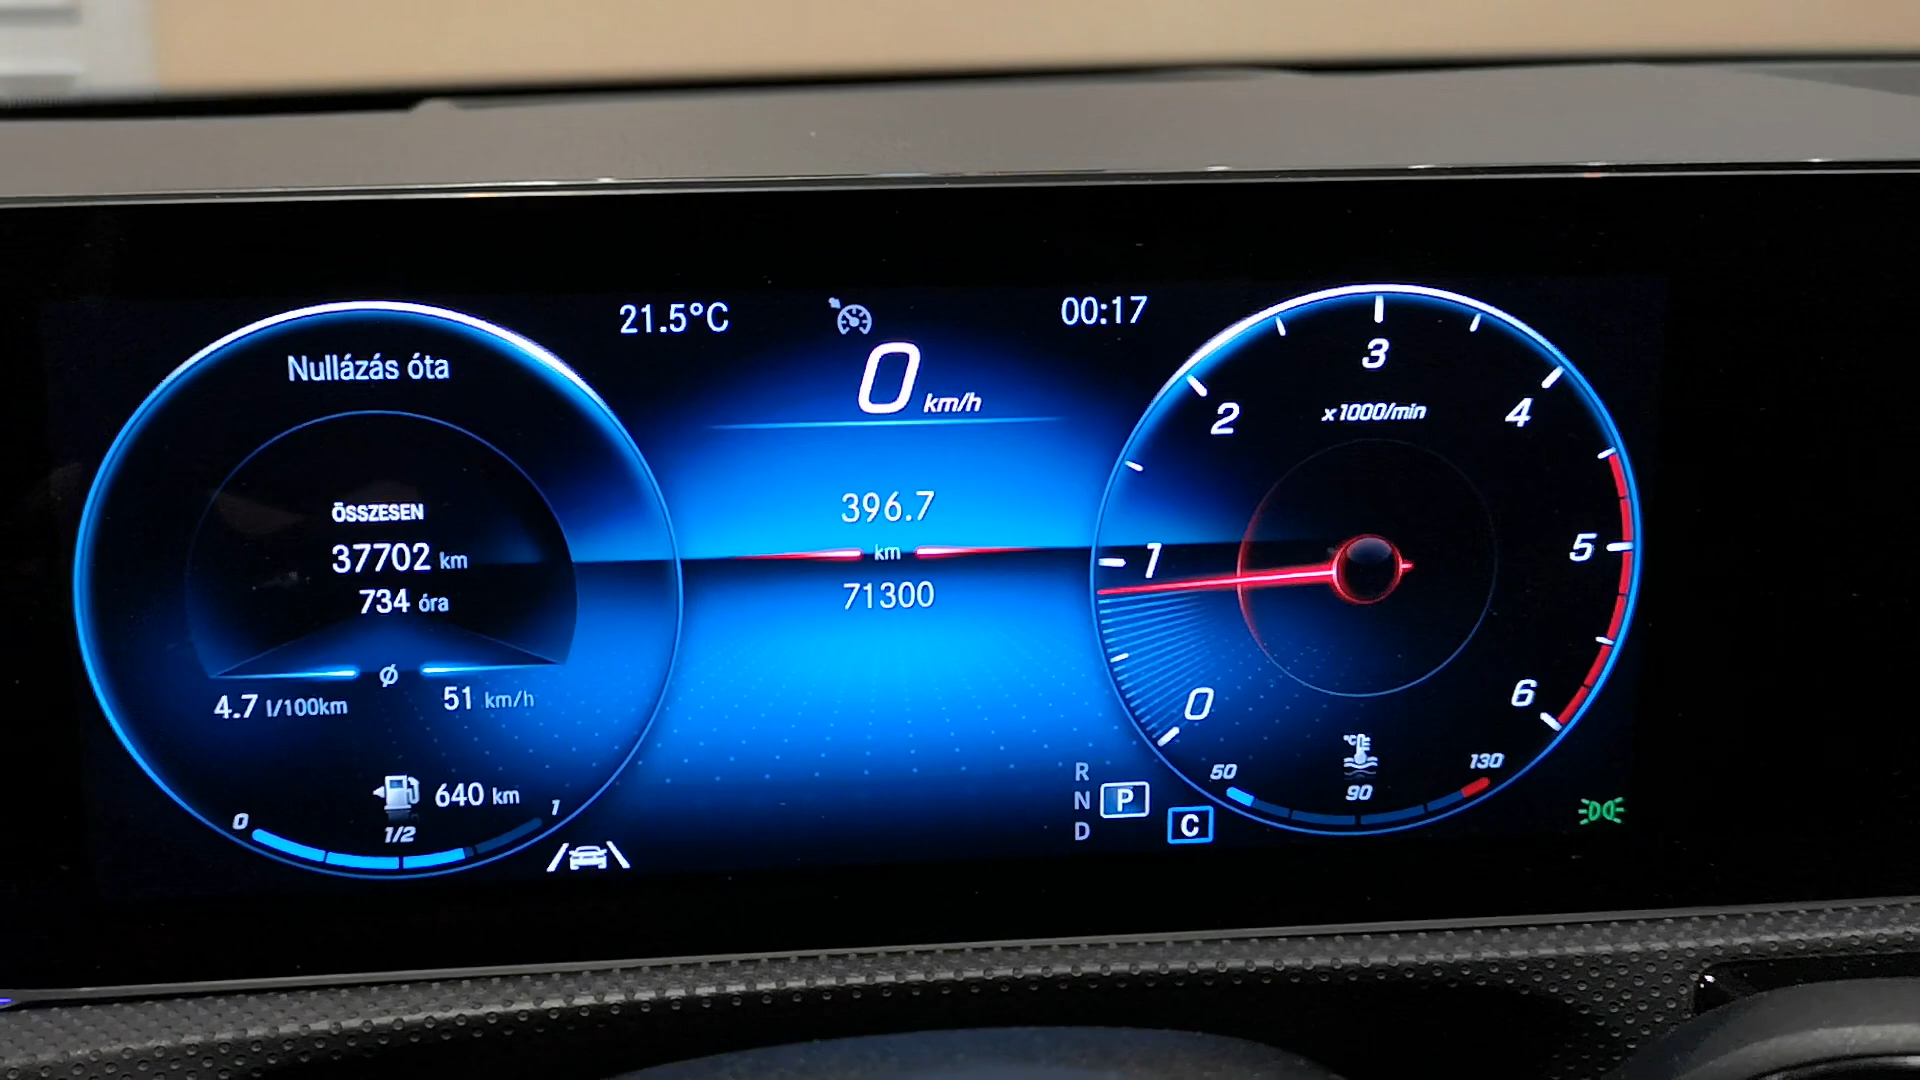 Nullázás óta
ÖSSZESEN
37702 km
734 óra
Ø
4.7 l/100km
51 km/h
640 km
0
1/2
1
21.5°C
00:17
0 km/h
396.7
km
71300
R
N
D
P
C
0
1
2
3
4
5
6
x1000/min
°C
50
90
130